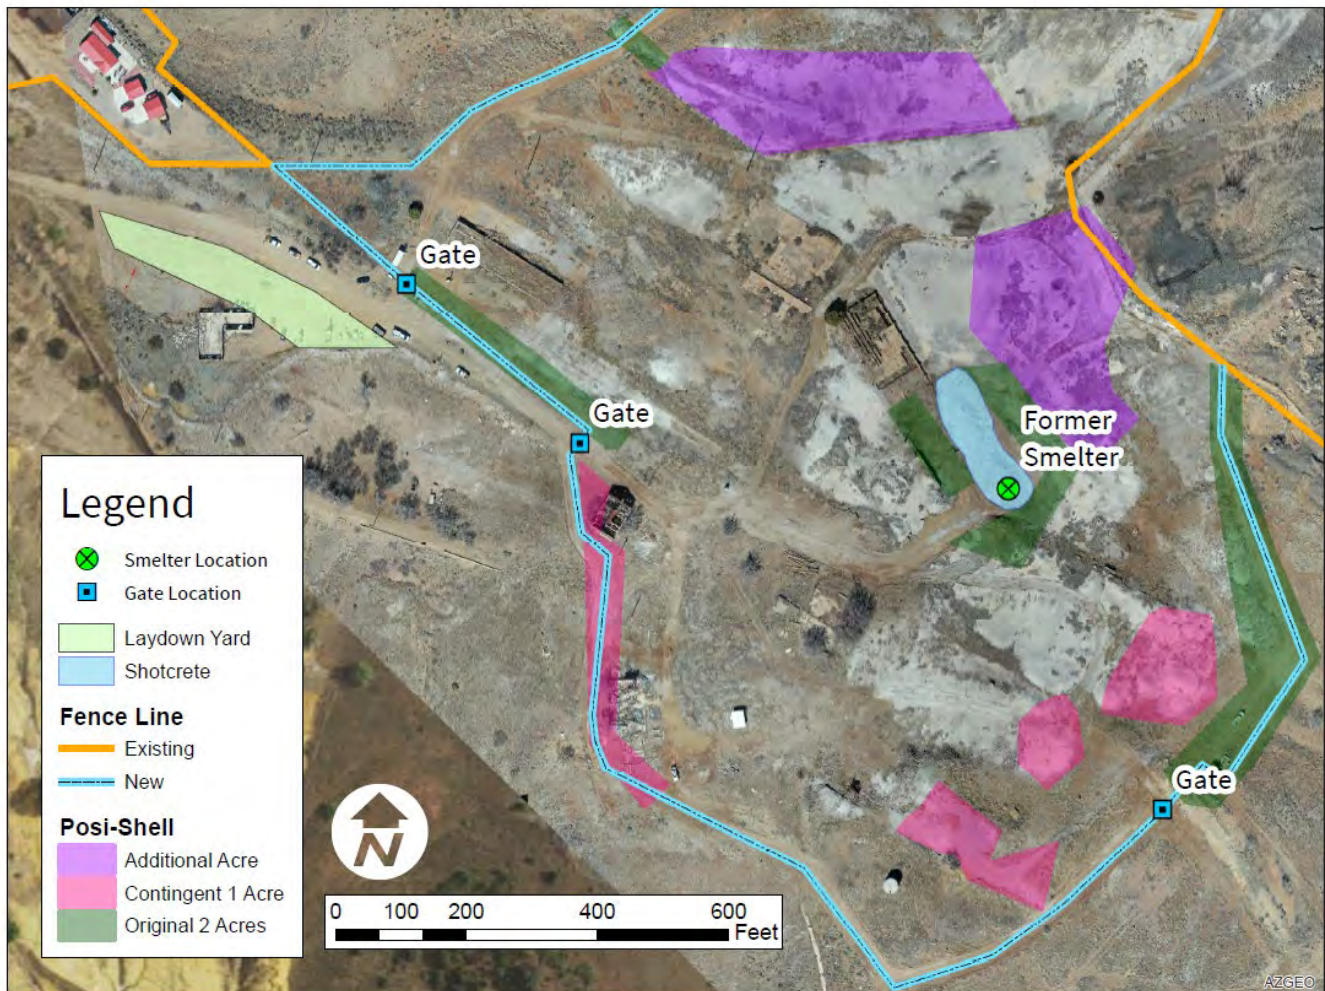 Gate
Gate
Former
Smelter
Gate
Legend
Smelter Location
Gate Location
Laydown Yard
Shotcrete
Fence Line
Existing
New
Posi-Shell
Additional Acre
Contingent 1 Acre
Original 2 Acres
N
0 100 200 400 600
Feet
AZGEO